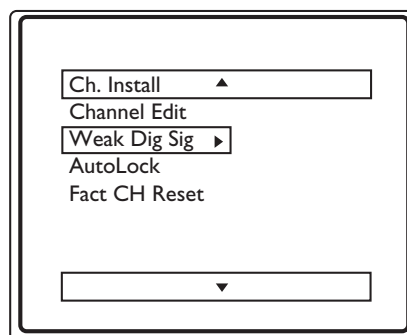 Ch. Install ▲
Channel Edit
Weak Dig Sig ▶
AutoLock
Fact CH Reset
▼